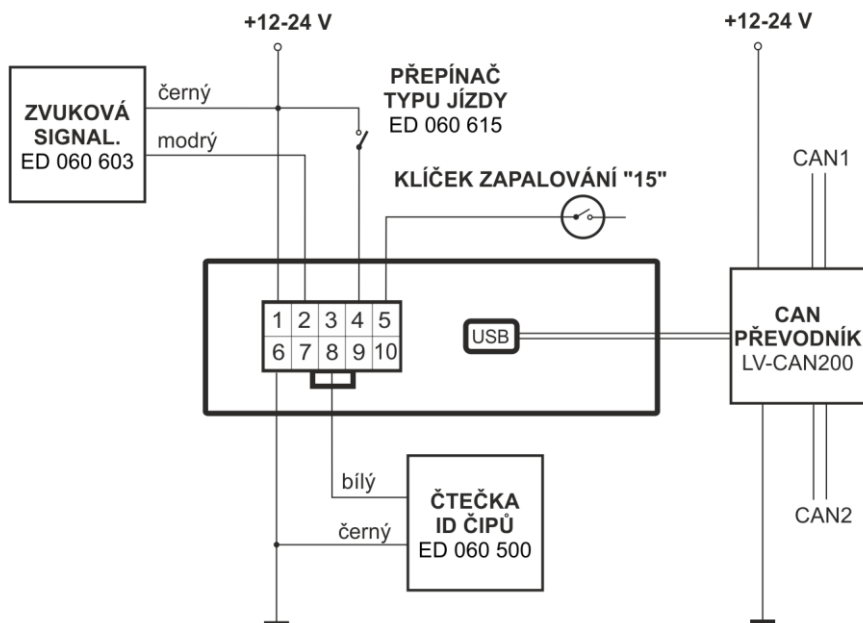 +12-24 V
+12-24 V
ZVUKOVÁ
SIGNAL.
ED 060 603
černý
modrý
PŘEPÍNAČ
TYPU JÍZDY
ED 060 615
KLÍČEK ZAPALOVÁNÍ "15"
CAN1
1 2 3 4 5
6 7 8 9 10
USB
CAN
PŘEVODNÍK
LV-CAN200
bílý
černý
ČTEČKA
ID ČIPŮ
ED 060 500
CAN2